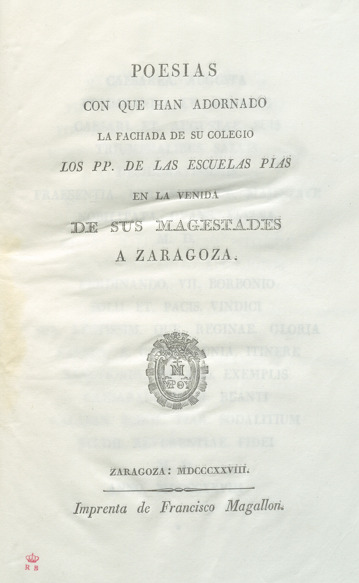 POESIAS
CON QUE HAN ADORNADO
LA FACHADA DE SU COLEGIO
LOS PP. DE LAS ESCUELAS PIAS
EN LA VENIDA
DE SUS MAGESTADES
A ZARAGOZA.
ZARAGOZA: MDCCCXXVIII.
Imprenta de Francisco Magallon.